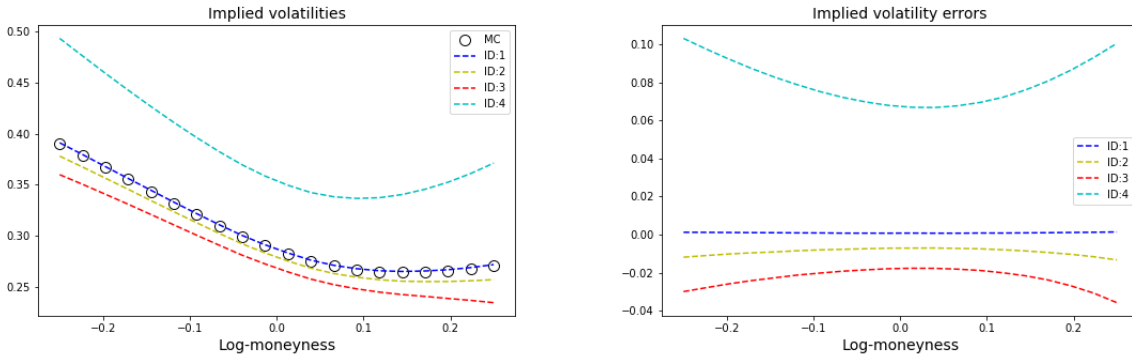 Implied volatilities
0.50
0.45
0.40
0.35
0.30
0.25
MC
ID:1
ID:2
ID:3
ID:4
−0.2
−0.1
0.0
0.1
0.2
Log-moneyness
Implied volatility errors
0.10
0.08
0.06
0.04
0.02
0.00
−0.02
−0.04
ID:1
ID:2
ID:3
ID:4
−0.2
−0.1
0.0
0.1
0.2
Log-moneyness